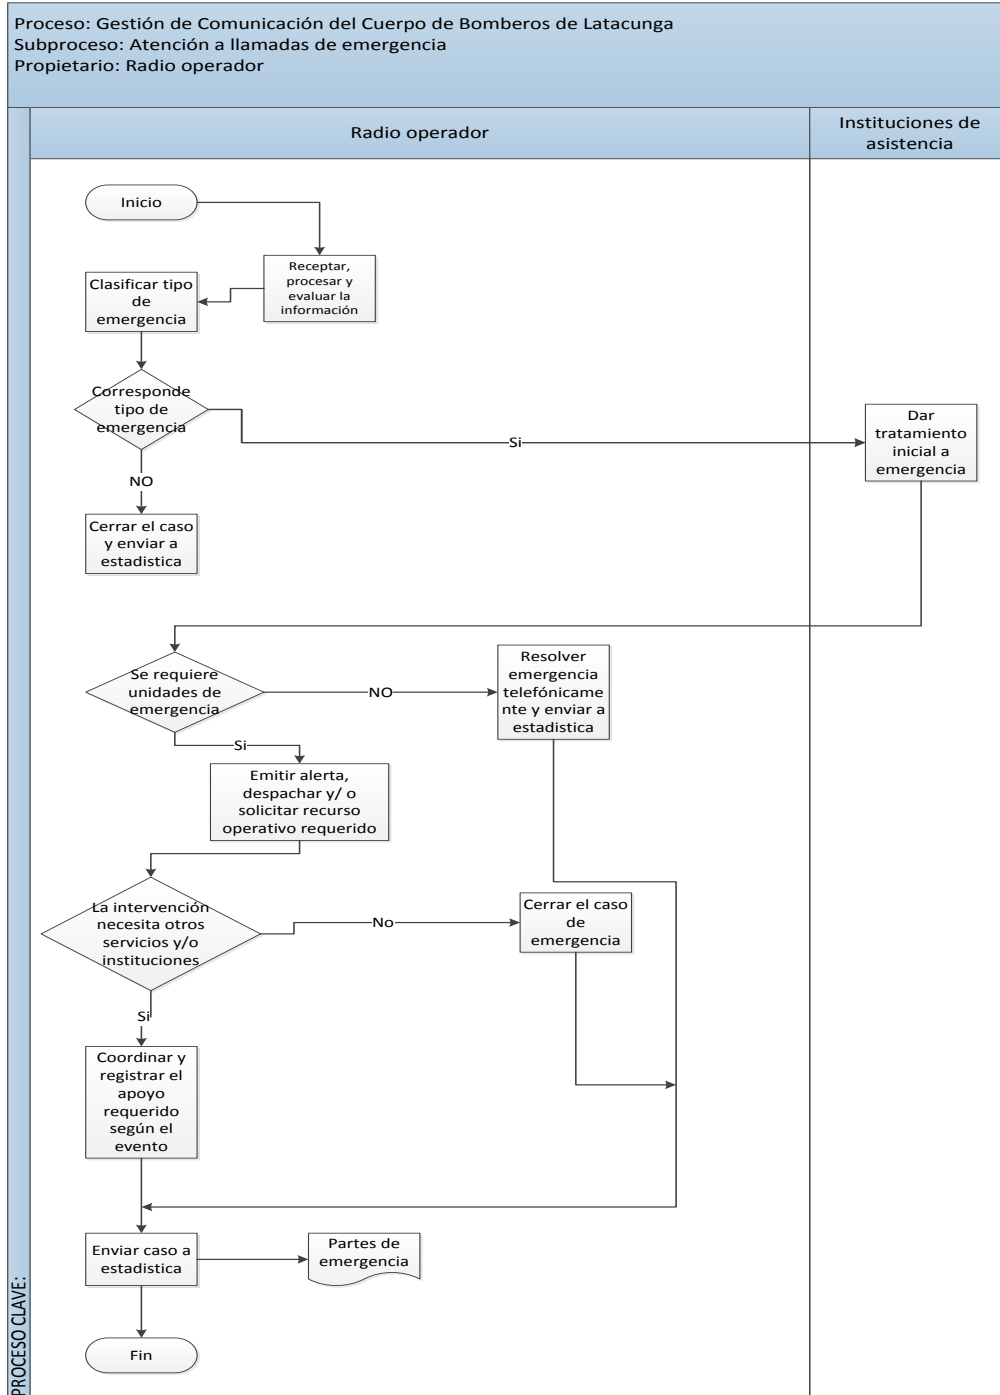 Proceso: Gestión de Comunicación del Cuerpo de Bomberos de Latacunga
Subproceso: Atención a llamadas de emergencia
Propietario: Radio operador
Radio operador
Instituciones de
asistencia
Inicio
Receptar,
procesar y
evaluar la
información
Clasificar tipo
de
emergencia
Corresponde
tipo de
emergencia
Si
Dar
tratamiento
inicial a
emergencia
NO
Cerrar el caso
y enviar a
estadistica
Se requiere
unidades de
emergencia
NO
Resolver
emergencia
telefónicame
nte y enviar a
estadistica
Si
Emitir alerta,
despachar y/ o
solicitar recurso
operativo requerido
La intervención
necesita otros
servicios y/o
instituciones
No
Cerrar el caso
de
emergencia
Si
Coordinar y
registrar el
apoyo
requerido
según el
evento
Enviar caso a
estadistica
Partes de
emergencia
Fin
PROCESO CLAVE: